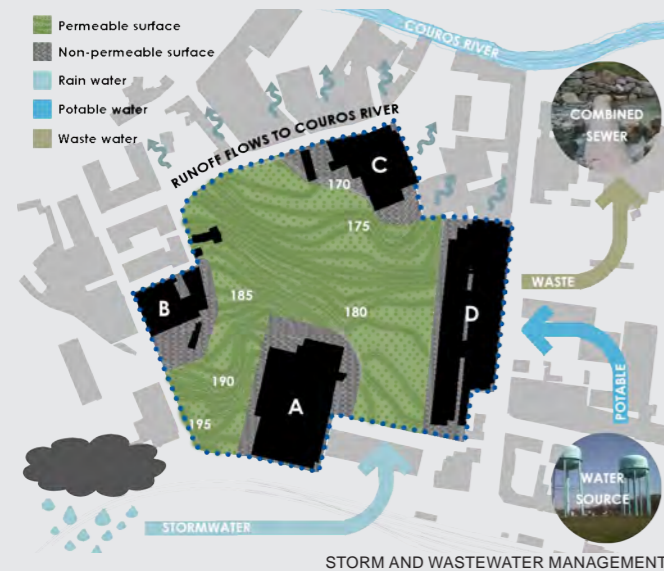 Permeable surface
Non-permeable surface
Rain water
Potable water
Waste water
COUROS RIVER
COMBINED
SEWER
RUNOFF FLOWS TO COUROS RIVER
C
170
175
B
185
180
D
WASTE
190
A
195
POTABLE
WATER
SOURCE
STORMWATER
STORM AND WASTEWATER MANAGEMENT